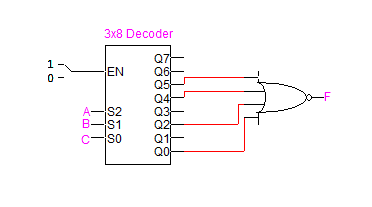 3x8 Decoder
1
0
EN
Q7
Q6
Q5
Q4
A S2 Q3
B S1 Q2
C S0 Q1
Q0
F